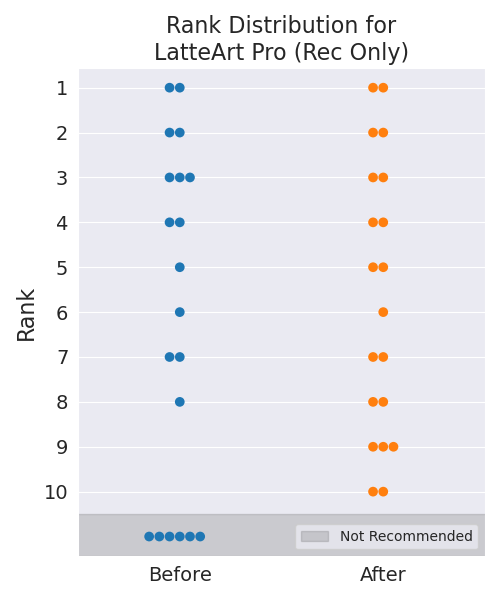 Rank Distribution for
LatteArt Pro (Rec Only)
1
2
3
4
5
6
7
8
9
10
Rank
Not Recommended
Before
After